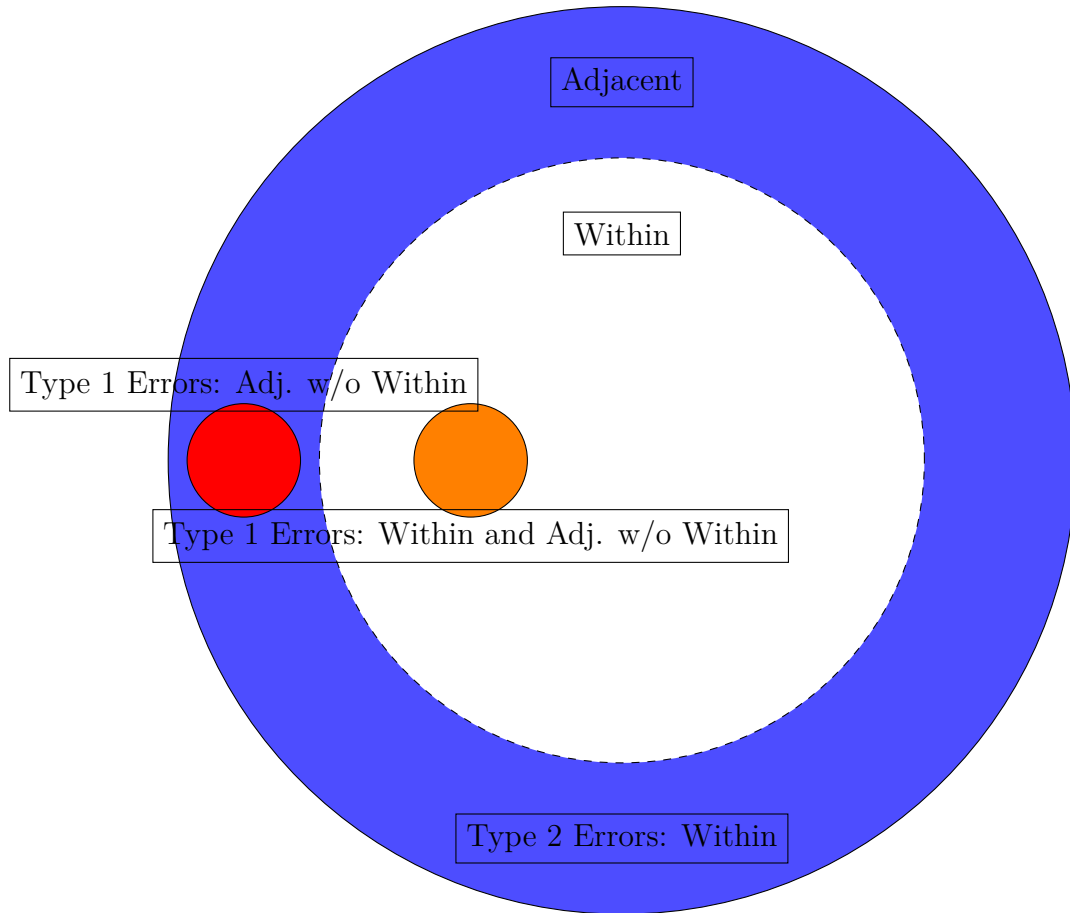 Adjacent
Within
Type 1 Errors: Adj. w/o Within
Type 1 Errors: Within and Adj. w/o Within
Type 2 Errors: Within